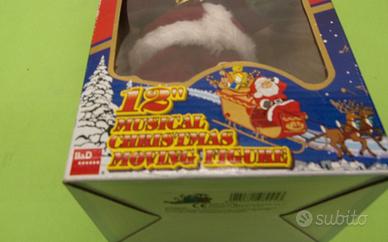 12"
MUSICAL
CHRISTMAS
MOVING FIGURE
B&D
subito